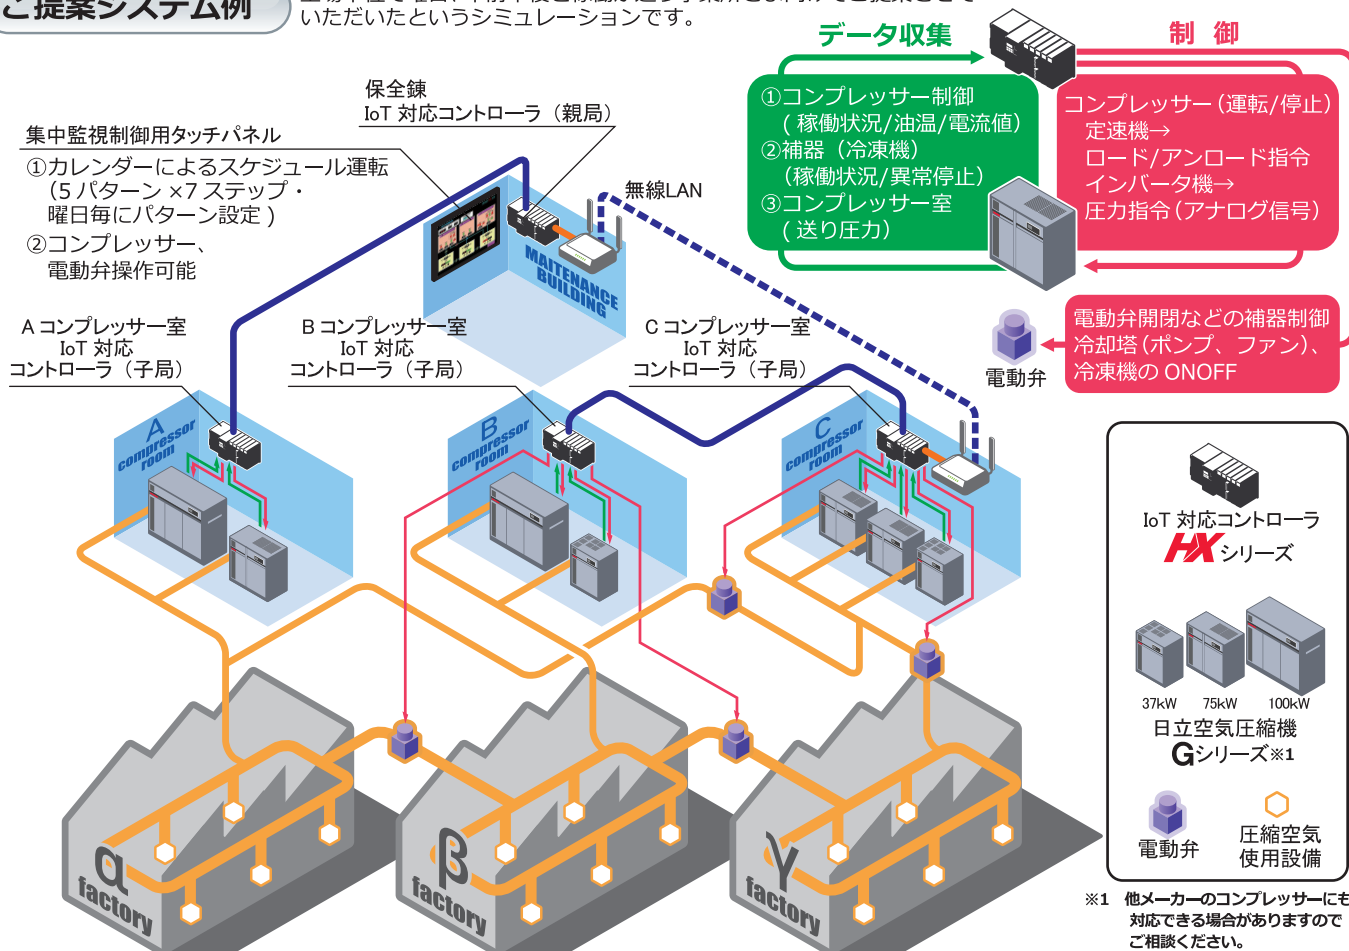 ご提案システム例
いただいたというシミュレーションです。
データ収集
制 御
①コンプレッサー制御
(稼働状況/油温/電流値)
②補器(冷凍機)
(稼働状況/異常停止)
③コンプレッサー室
(送り圧力)
コンプレッサー(運転/停止)
定速機→
ロード/アンロード指令
インバータ機→
圧力指令(アナログ信号)
電動弁開閉などの補器制御
冷却塔(ポンプ、ファン)、
冷凍機の ONOFF
電動弁
保全錬
IoT 対応コントローラ(親局)
集中監視制御用タッチパネル
①カレンダーによるスケジュール運転
(5 パターン ×7 ステップ・
曜日毎にパターン設定)
②コンプレッサー、
電動弁操作可能
無線LAN
MAITENANCE
BUILDING
A コンプレッサー室
IoT 対応
コントローラ(子局)
B コンプレッサー室
IoT 対応
コントローラ(子局)
C コンプレッサー室
IoT 対応
コントローラ(子局)
A
compressor
room
B
compressor
room
C
compressor
room
α
factory
β
factory
γ
factory
IoT 対応コントローラ
HXシリーズ
37kW 75kW 100kW
日立空気圧縮機
Gシリーズ※1
電動弁
圧縮空気
使用設備
※1 他メーカーのコンプレッサーにも
対応できる場合がありますので
ご相談ください。